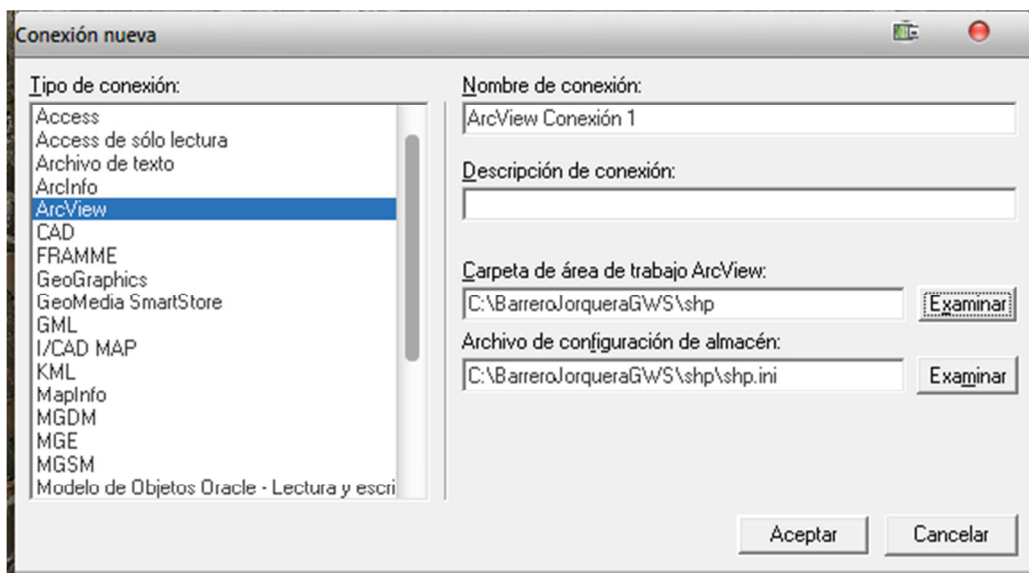 Conexión nueva
Tipo de conexión:
Access
Access de sólo lectura
Archivo de texto
ArcInfo
ArcView
CAD
FRAMME
GeoGraphics
GeoMedia SmartStore
GML
I/CAD MAP
KML
MapInfo
MGDM
MGE
MGSM
Modelo de Objetos Oracle - Lectura y escri
Nombre de conexión:
ArcView Conexión 1
Descripción de conexión:
Carpeta de área de trabajo ArcView:
C:\BarreroJorqueraGWS\shp
Examinar
Archivo de configuración de almacén:
C:\BarreroJorqueraGWS\shp\shp.ini
Examinar
Aceptar
Cancelar